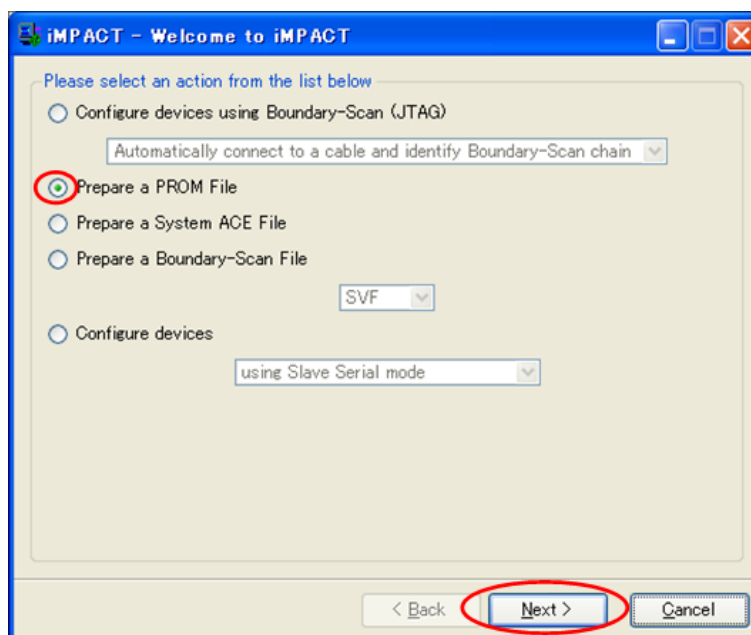 iMPACT - Welcome to iMPACT
Please select an action from the list below
Configure devices using Boundary-Scan (JTAG)
Automatically connect to a cable and identify Boundary-Scan chain
Prepare a PROM File
Prepare a System ACE File
Prepare a Boundary-Scan File
SVF
Configure devices
using Slave Serial mode
< Back Next > Cancel